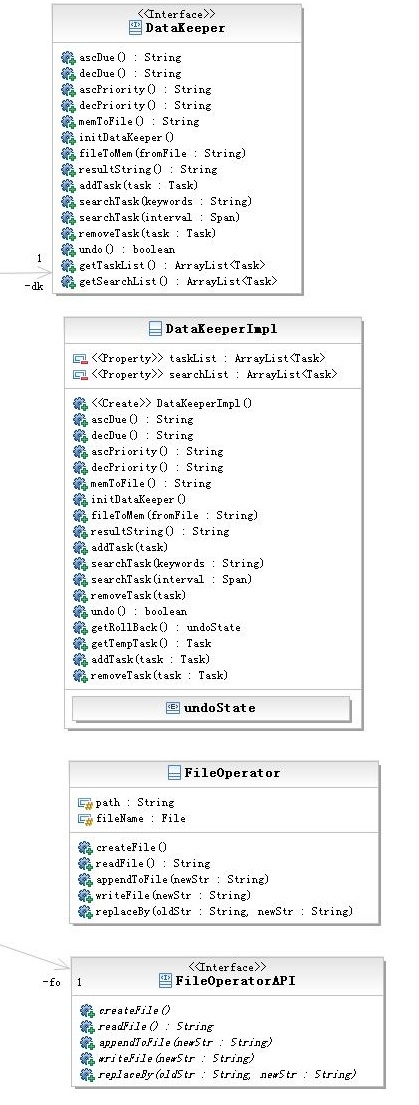 <<Interface>>
DataKeeper
ascDue() : String
decDue() : String
ascPriority() : String
decPriority() : String
memToFile() : String
initDataKeeper()
fileToMem(fromFile : String)
resultString() : String
addTask(task : Task)
searchTask(keywords : String)
searchTask(interval : Span)
removeTask(task : Task)
undo() : boolean
1
getTaskList() : ArrayList<Task>
-dk
getSearchList() : ArrayList<Task>
DataKeeperImpl
<<Property>> taskList : ArrayList<Task>
<<Property>> searchList : ArrayList<Task>
<<Create>> DataKeeperImpl()
ascDue() : String
decDue() : String
ascPriority() : String
decPriority() : String
memToFile() : String
initDataKeeper()
fileToMem(fromFile : String)
resultString() : String
addTask(task)
searchTask(keywords : String)
searchTask(interval : Span)
removeTask(task)
undo() : boolean
getRollBack() : undoState
getTempTask() : Task
addTask(task : Task)
removeTask(task : Task)
undoState
FileOperator
path : String
fileName : File
createFile()
readFile() : String
appendToFile(newStr : String)
writeFile(newStr : String)
replaceBy(oldStr : String, newStr : String)
<<Interface>>
-fo 1 FileOperatorAPI
createFile()
readFile() : String
appendToFile(newStr : String)
writeFile(newStr : String)
replaceBy(oldStr : String, newStr : String)